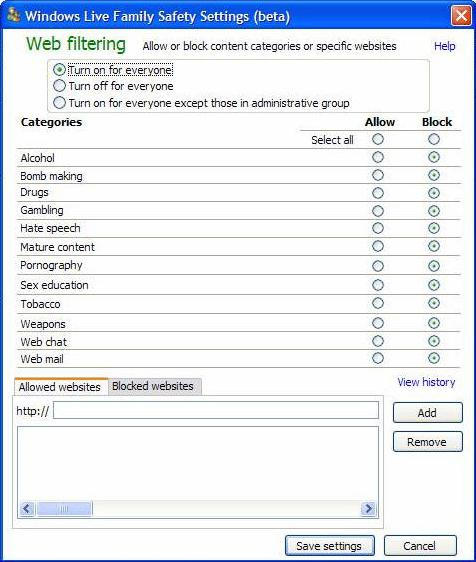 Windows Live Family Safety Settings (beta)
Web filtering Allow or block content categories or specific websites Help
Turn on for everyone
Turn off for everyone
Turn on for everyone except those in administrative group
Categories Allow Block
Select all
Alcohol
Bomb making
Drugs
Gambling
Hate speech
Mature content
Pornography
Sex education
Tobacco
Weapons
Web chat
Web mail
Allowed websites Blocked websites View history
http:// Add
Remove
Save settings Cancel